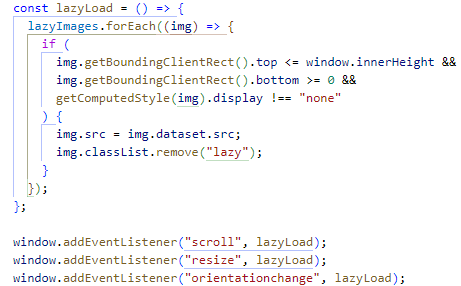 const lazyLoad = () => {
  lazyImages.forEach((img) => {
    if (
      img.getBoundingClientRect().top <= window.innerHeight &&
      img.getBoundingClientRect().bottom >= 0 &&
      getComputedStyle(img).display !== "none"
    ) {
      img.src = img.dataset.src;
      img.classList.remove("lazy");
    }
  });
};

window.addEventListener("scroll", lazyLoad);
window.addEventListener("resize", lazyLoad);
window.addEventListener("orientationchange", lazyLoad);